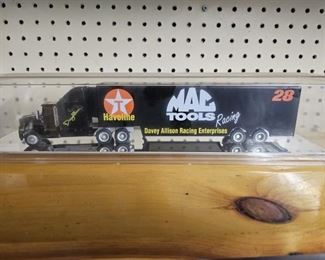 T
Havoline
MAC
TOOLS
Racing
Davey Allison Racing Enterprises
28